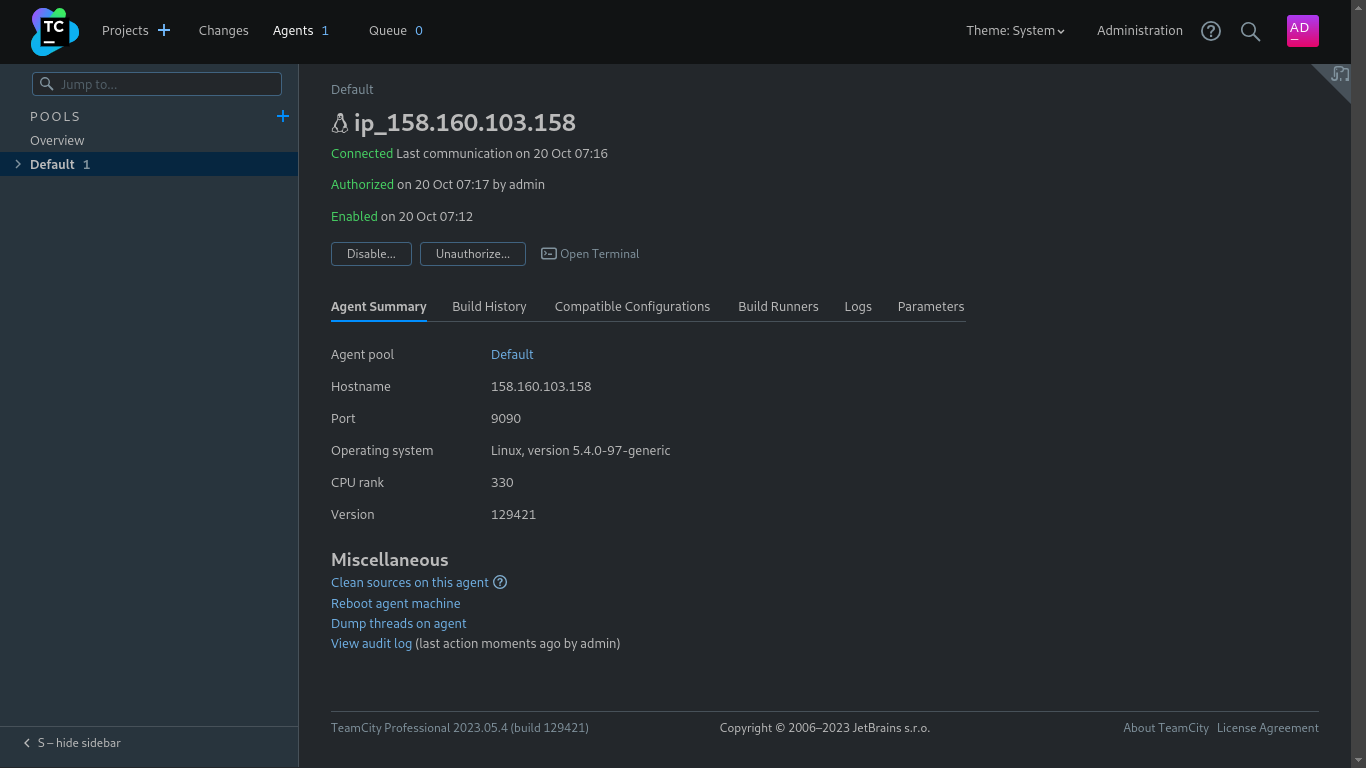 TC Projects Changes Agents 1 Queue 0 Theme: System Administration AD
Jump to...
POOLS
Overview
Default 1
Default
ip_158.160.103.158
Connected Last communication on 20 Oct 07:16
Authorized on 20 Oct 07:17 by admin
Enabled on 20 Oct 07:12
Disable... Unauthorize... Open Terminal
Agent Summary Build History Compatible Configurations Build Runners Logs Parameters
Agent pool Default
Hostname 158.160.103.158
Port 9090
Operating system Linux, version 5.4.0-97-generic
CPU rank 330
Version 129421
Miscellaneous
Clean sources on this agent
Reboot agent machine
Dump threads on agent
View audit log (last action moments ago by admin)
TeamCity Professional 2023.05.4 (build 129421) Copyright © 2006–2023 JetBrains s.r.o. About TeamCity License Agreement
S – hide sidebar